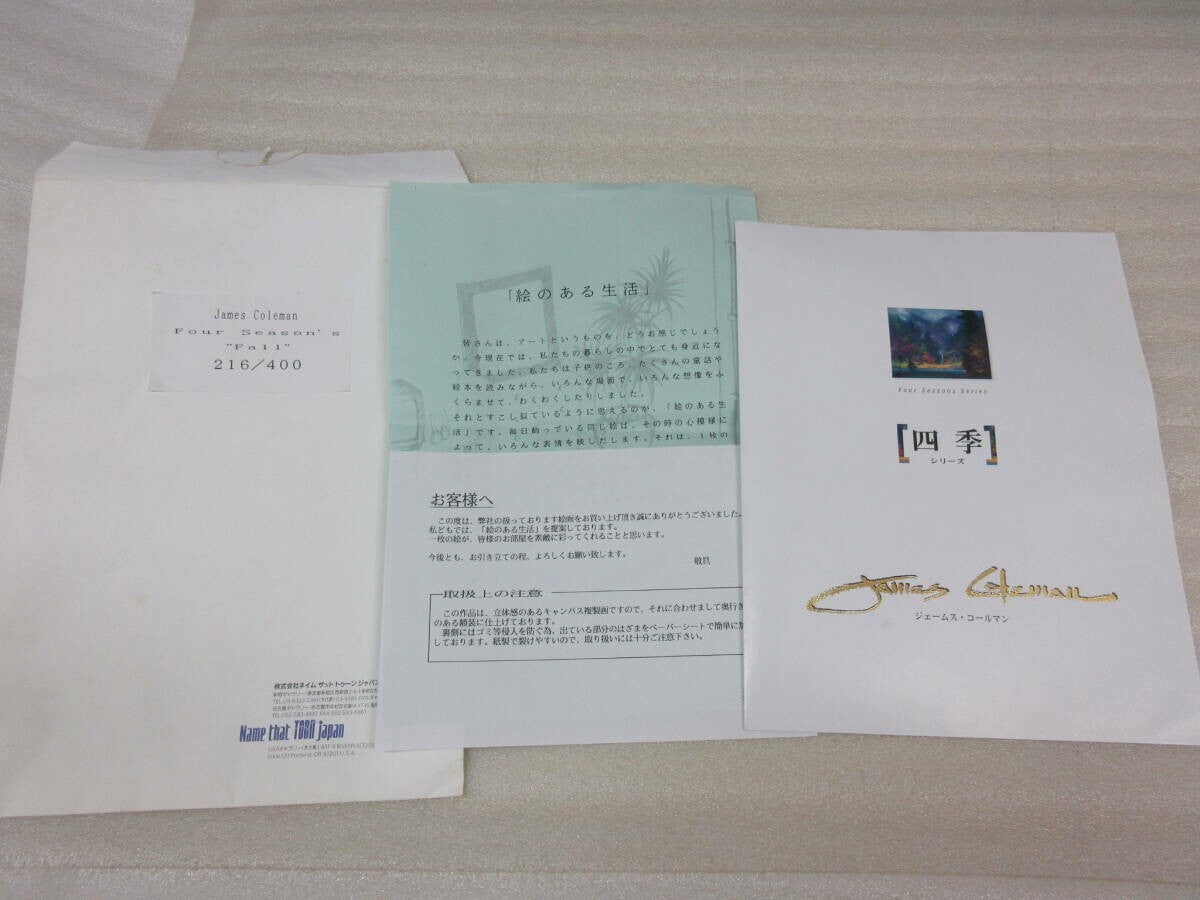 James Coleman
Four Season's
"Fall"
216/400
株式会社ネイム ザット トゥーン ジャパン
Name that TOON japan
Suite 120 Portland, OR 97201 U.S.A.
「絵のある生活」
皆さんは、アートというものを、どうお感じでしょう
か。今現在では、私たちの暮らしの中でとても身近にな
ってきました。私たちは子供のころ、たくさんの童話や
絵本を読みながら、いろんな場面で、いろんな想像をふ
くらませて、わくわくしたりしました。
それとすこし似ているように思えるのが、「絵のある生
活」です。毎日飾っている同じ絵は、その時の心模様に
よって、いろんな表情を映しだします。それは、1枚の
お客様へ
この度は、弊社の扱っております絵画をお買い上げ頂き誠にありがとうございました。
私どもでは、「絵のある生活」を提案しております。
一枚の絵が、皆様のお部屋を素敵に彩ってくれることと思います。
今後とも、お引き立ての程、よろしくお願い致します。
敬具
取扱上の注意
この作品は、立体感のあるキャンバス複製画ですので、それに合わせまして奥行き
のある額装に仕上げております。
裏側にはゴミ等侵入を防ぐ為、出ている部分のはざまをペーパーシートで簡単に加
しております。紙製で裂けやすいので、取り扱いには十分ご注意下さい。
Four Seasons Series
[四季]
シリーズ
James Coleman
ジェームス・コールマン